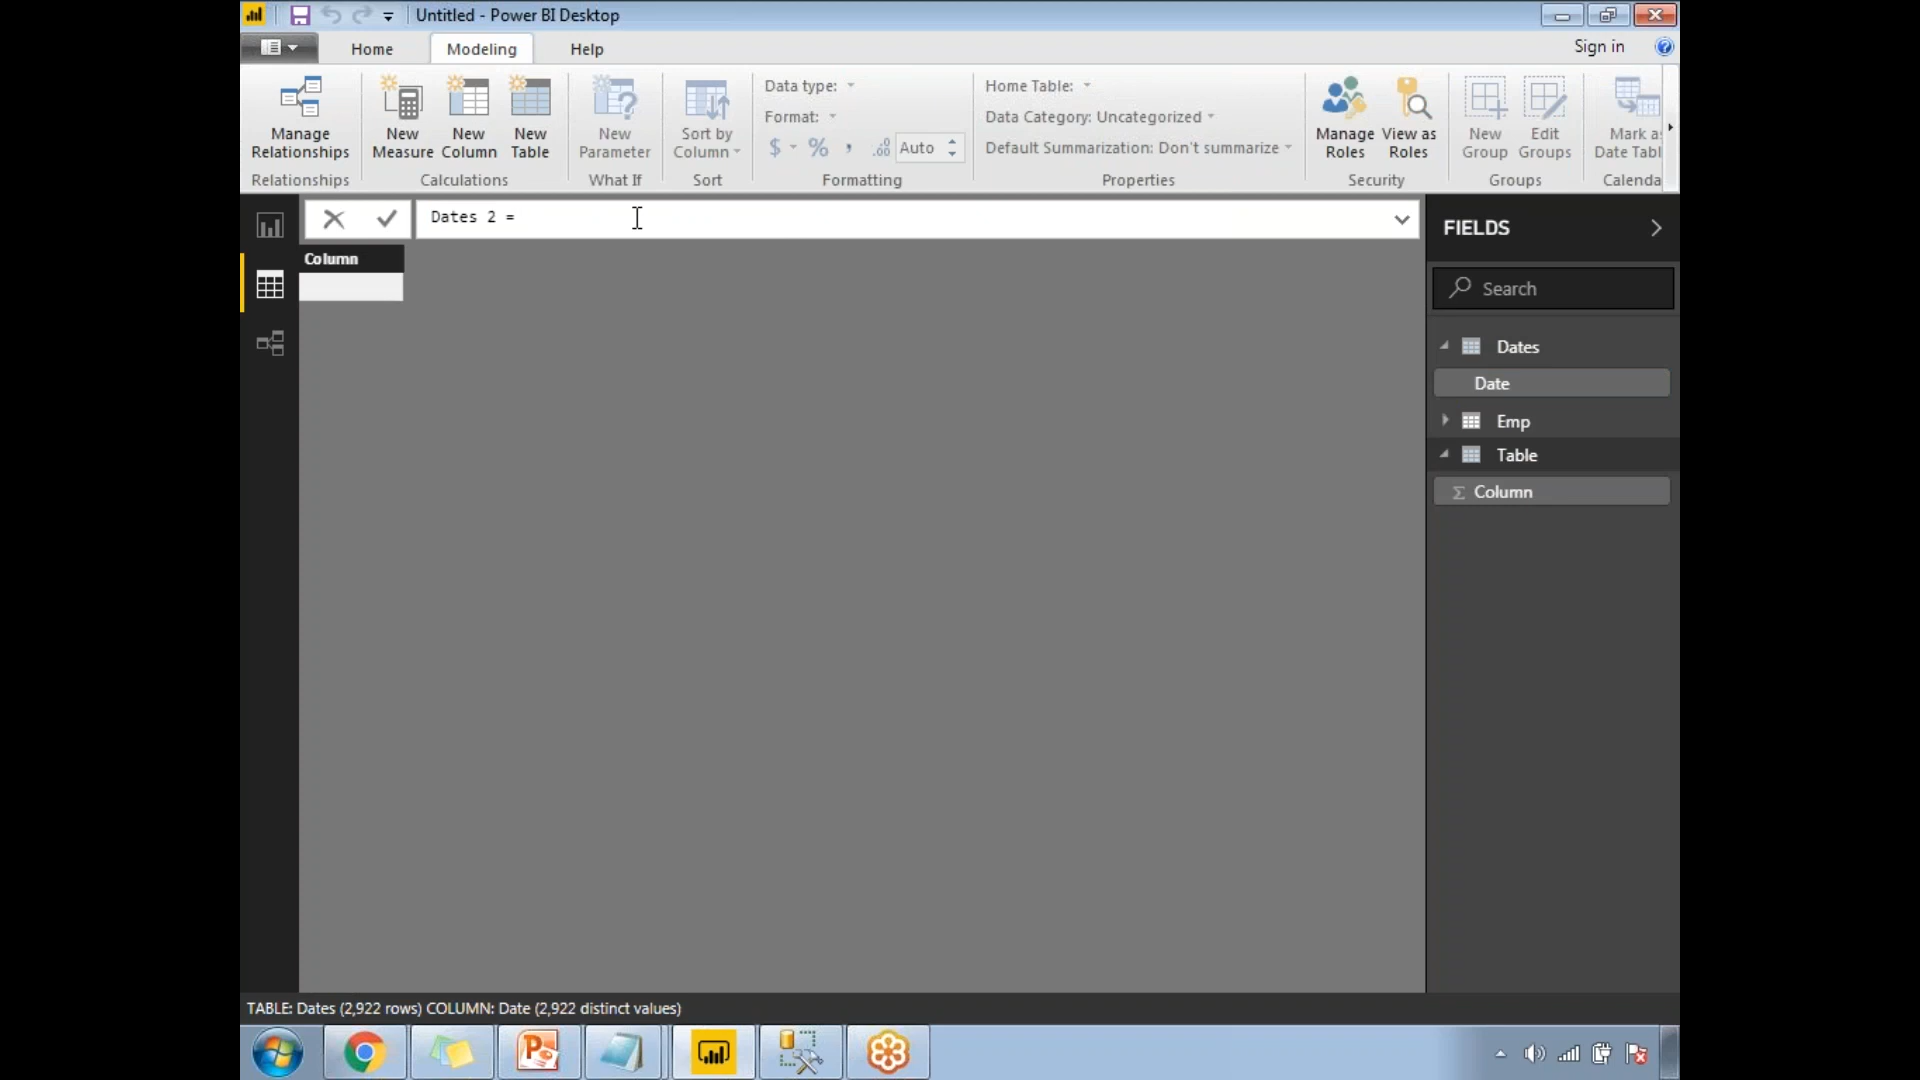 Untitled - Power BI Desktop
Home
Modeling
Help
Sign in
Manage Relationships
New Measure
New Column
New Table
New Parameter
Sort by Column
Data type:
Format:
$ % , .00 Auto
Home Table:
Data Category: Uncategorized
Default Summarization: Don't summarize
Manage Roles
View as Roles
New Group
Edit Groups
Mark as Date Tabl
Relationships
Calculations
What If
Sort
Formatting
Properties
Security
Groups
Calenda
Dates 2 =
Column
FIELDS
Search
Dates
Date
Emp
Table
Σ Column
TABLE: Dates (2,922 rows) COLUMN: Date (2,922 distinct values)